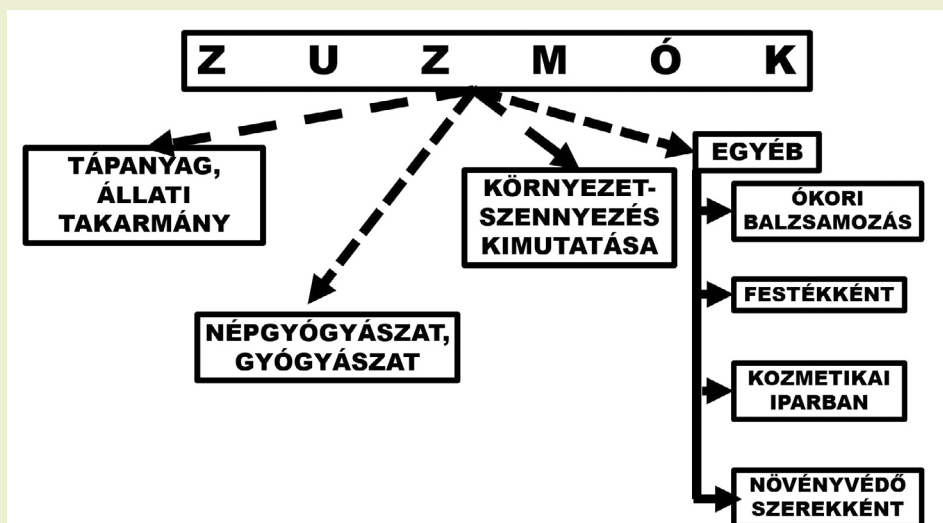 Z U Z M Ó K
TÁPANYAG,
ÁLLATI
TAKARMÁNY
NÉPGYÓGYÁSZAT,
GYÓGYÁSZAT
KÖRNYEZET-
SZENNYEZÉS
KIMUTATÁSA
EGYÉB
ÓKORI
BALZSAMOZÁS
FESTÉKKÉNT
KOZMETIKAI
IPARBAN
NÖVÉNYVÉDŐ
SZEREKKÉNT